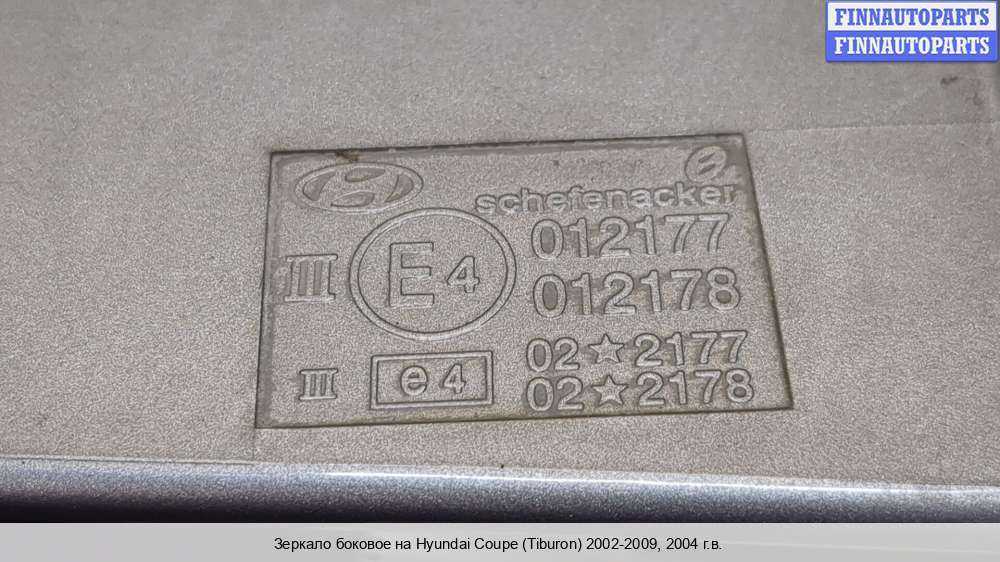 FINNAUTOPARTS
FINNAUTOPARTS
schefenacker
III E4 012177
012178
III e4 02☆2177
02☆2178
Зеркало боковое на Hyundai Coupe (Tiburon) 2002-2009, 2004 г.в.